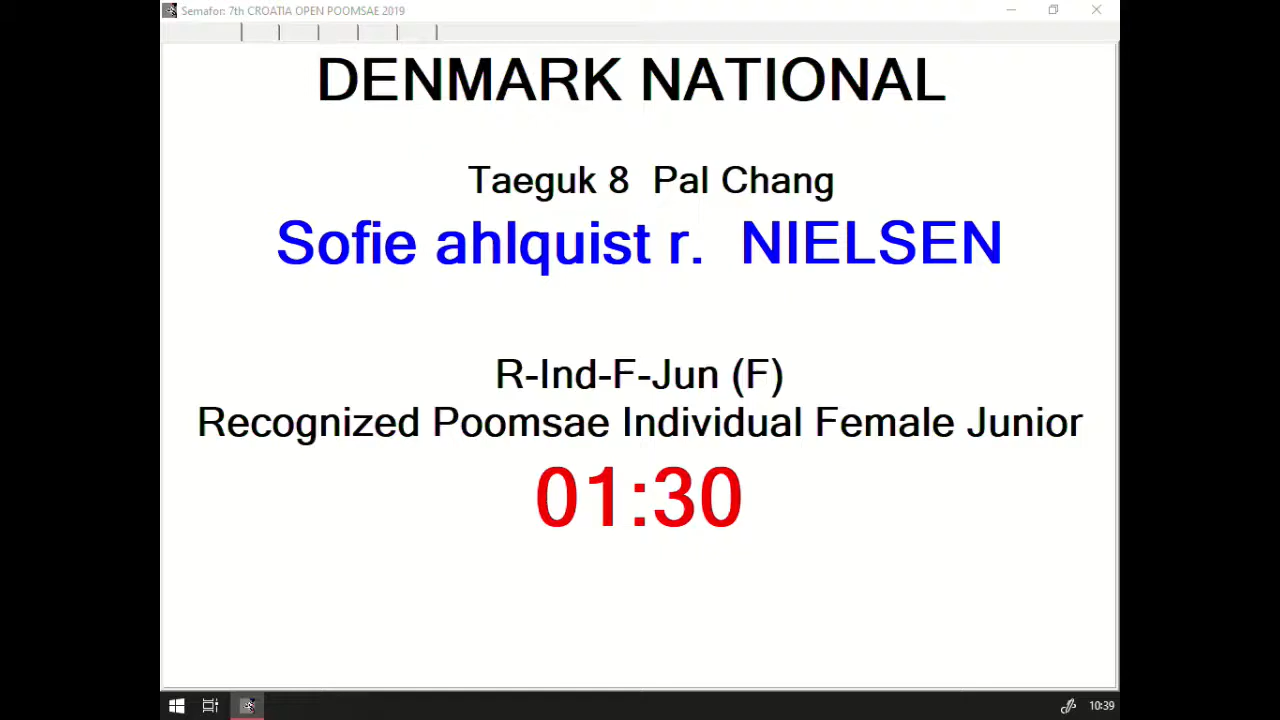 Semafor: 7th CROATIA OPEN POOMSAE 2019
DENMARK NATIONAL
Taeguk 8  Pal Chang
Sofie ahlquist r.  NIELSEN
R-Ind-F-Jun (F)
Recognized Poomsae Individual Female Junior
01:30
10:39